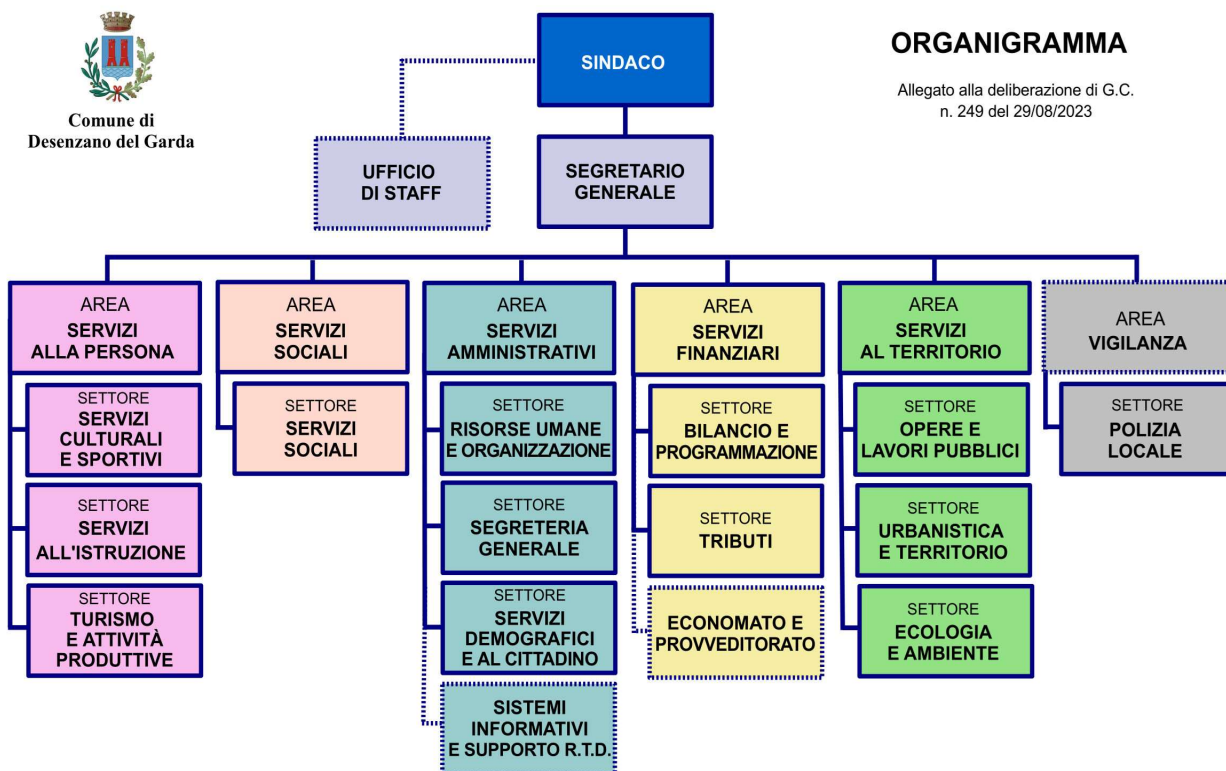 Comune di
Desenzano del Garda
SINDACO
ORGANIGRAMMA
Allegato alla deliberazione di G.C.
n. 249 del 29/08/2023
UFFICIO
DI STAFF
SEGRETARIO
GENERALE
AREA
SERVIZI
ALLA PERSONA
SETTORE
SERVIZI
CULTURALI
E SPORTIVI
SETTORE
SERVIZI
ALL'ISTRUZIONE
SETTORE
TURISMO
E ATTIVITÀ
PRODUTTIVE
AREA
SERVIZI
SOCIALI
SETTORE
SERVIZI
SOCIALI
AREA
SERVIZI
AMMINISTRATIVI
SETTORE
RISORSE UMANE
E ORGANIZZAZIONE
SETTORE
SEGRETERIA
GENERALE
SETTORE
SERVIZI
DEMOGRAFICI
E AL CITTADINO
SISTEMI
INFORMATIVI
E SUPPORTO R.T.D.
AREA
SERVIZI
FINANZIARI
SETTORE
BILANCIO E
PROGRAMMAZIONE
SETTORE
TRIBUTI
ECONOMATO E
PROVVEDITORATO
AREA
SERVIZI
AL TERRITORIO
SETTORE
OPERE E
LAVORI PUBBLICI
SETTORE
URBANISTICA
E TERRITORIO
SETTORE
ECOLOGIA
E AMBIENTE
AREA
VIGILANZA
SETTORE
POLIZIA
LOCALE